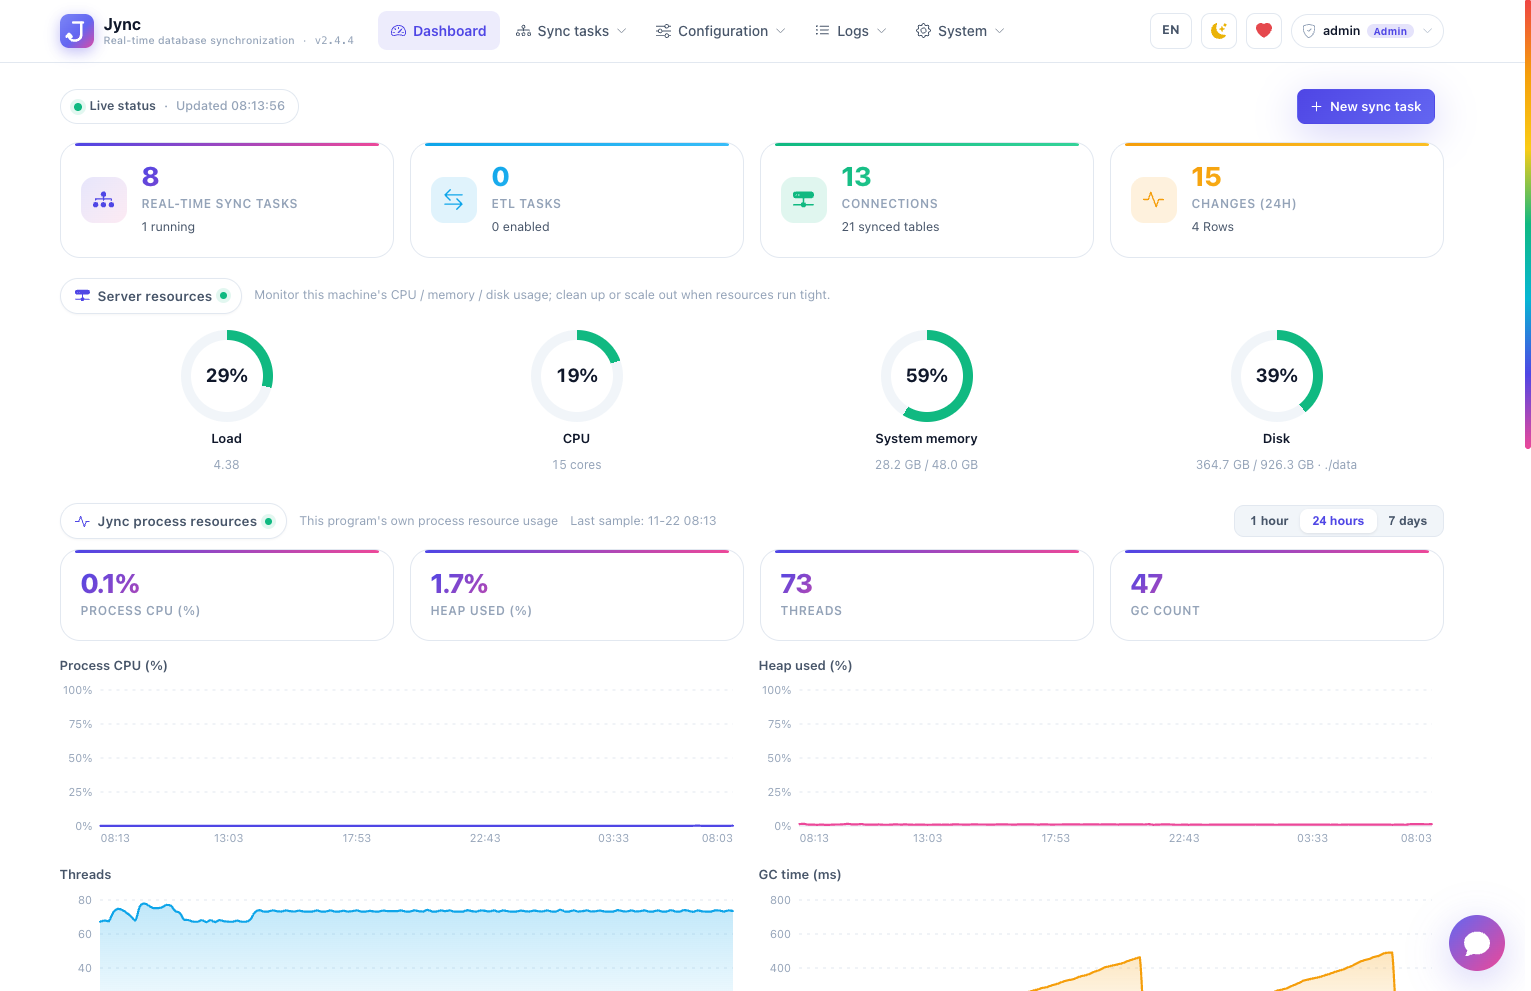 Jync
Real-time database synchronization · v2.4.4
Dashboard
Sync tasks
Configuration
Logs
System
EN
admin Admin
Live status · Updated 08:13:56
+ New sync task
8
REAL-TIME SYNC TASKS
1 running
0
ETL TASKS
0 enabled
13
CONNECTIONS
21 synced tables
15
CHANGES (24H)
4 Rows
Server resources
Monitor this machine's CPU / memory / disk usage; clean up or scale out when resources run tight.
29%
Load
4.38
19%
CPU
15 cores
59%
System memory
28.2 GB / 48.0 GB
39%
Disk
364.7 GB / 926.3 GB · ./data
Jync process resources
This program's own process resource usage Last sample: 11-22 08:13
1 hour 24 hours 7 days
0.1%
PROCESS CPU (%)
1.7%
HEAP USED (%)
73
THREADS
47
GC COUNT
Process CPU (%)
100%
75%
50%
25%
0%
08:13 13:03 17:53 22:43 03:33 08:03
Heap used (%)
100%
75%
50%
25%
0%
08:13 13:03 17:53 22:43 03:33 08:03
Threads
80
60
40
GC time (ms)
800
600
400